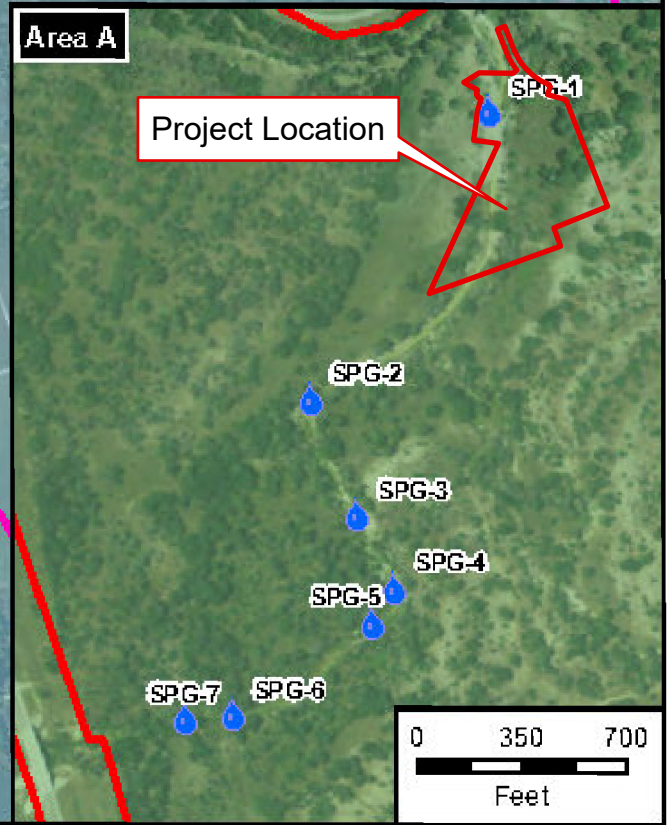 Area A
SPG-1
Project Location
SPG-2
SPG-3
SPG-4
SPG-5
SPG-7 SPG-6
0 350 700
Feet